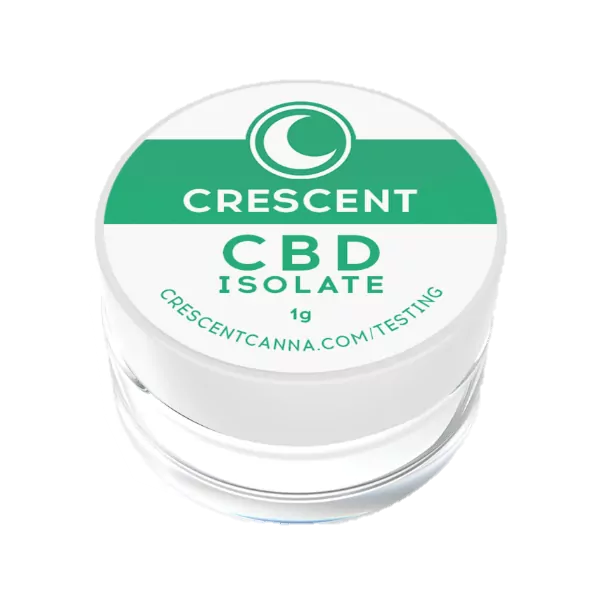 CRESCENT
CBD
ISOLATE
1g
CRESCENTCANNA.COM/TESTING